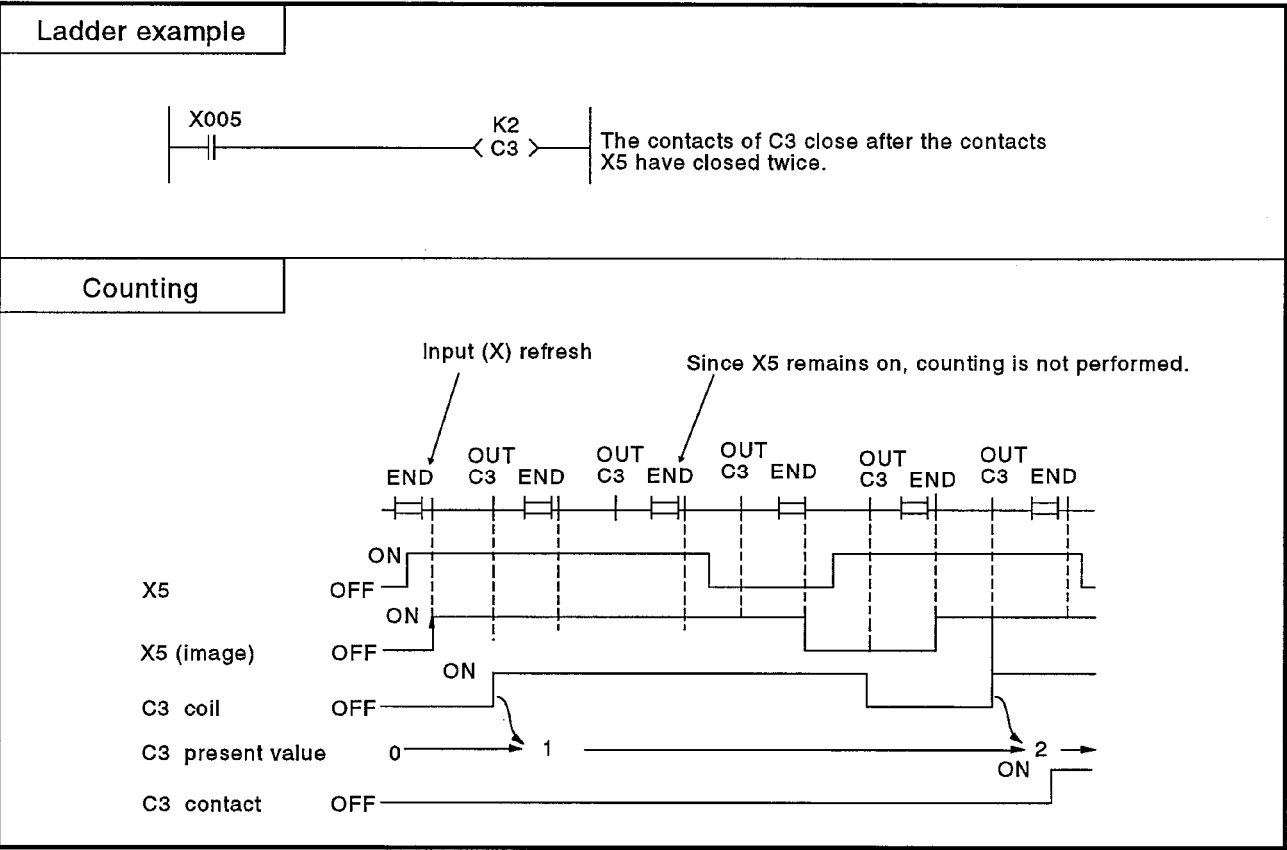 Ladder example
X005
K2
C3
The contacts of C3 close after the contacts
X5 have closed twice.
Counting
Input (X) refresh
Since X5 remains on, counting is not performed.
END OUT C3 END OUT C3 END OUT C3 END OUT C3 END OUT C3 END
ON
X5 OFF
ON
X5 (image) OFF
ON
C3 coil OFF
C3 present value 0 1 2
ON
C3 contact OFF